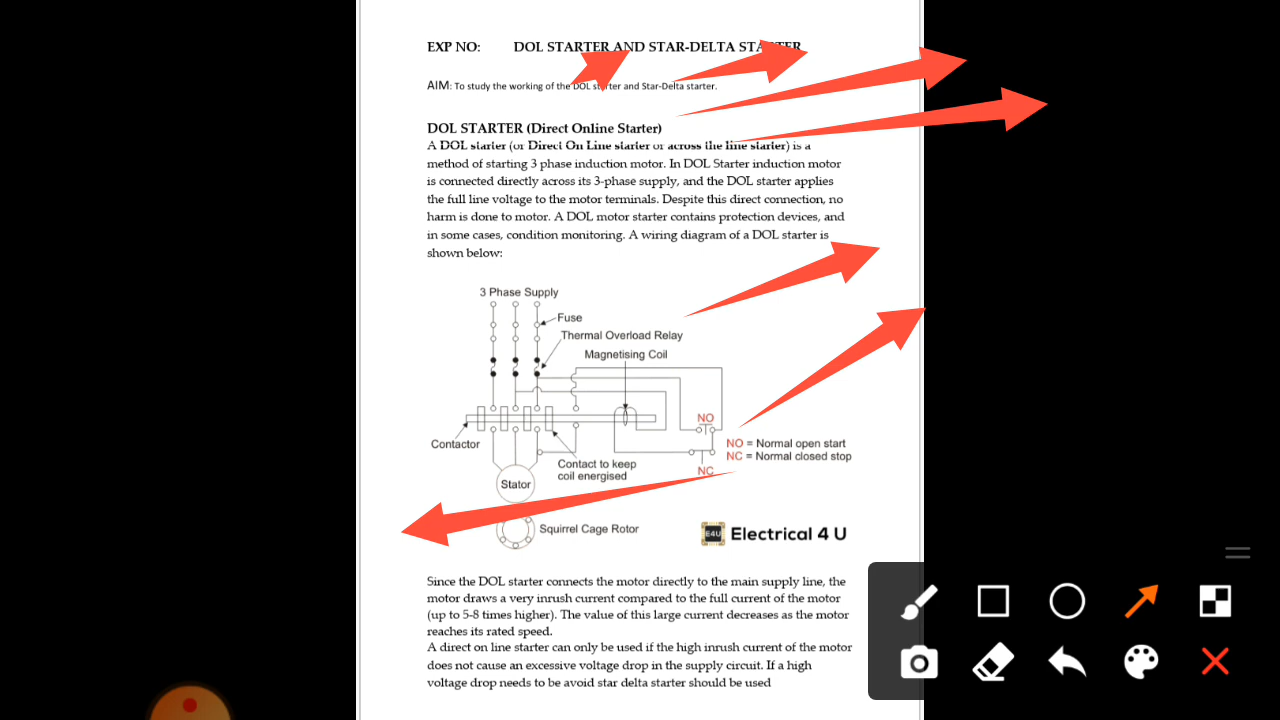 EXP NO: DOL STARTER AND STAR-DELTA STARTER
AIM: To study the working of the DOL starter and Star-Delta starter.
DOL STARTER (Direct Online Starter)
A DOL starter (or Direct On Line starter or across the line starter) is a
method of starting 3 phase induction motor. In DOL Starter induction motor
is connected directly across its 3-phase supply, and the DOL starter applies
the full line voltage to the motor terminals. Despite this direct connection, no
harm is done to motor. A DOL motor starter contains protection devices, and
in some cases, condition monitoring. A wiring diagram of a DOL starter is
shown below:
3 Phase Supply
Fuse
Thermal Overload Relay
Magnetising Coil
NO
Contactor
NO = Normal open start
NC = Normal closed stop
Contact to keep
coil energised
NC
Stator
Squirrel Cage Rotor
E4U Electrical 4 U
Since the DOL starter connects the motor directly to the main supply line, the
motor draws a very inrush current compared to the full current of the motor
(up to 5-8 times higher). The value of this large current decreases as the motor
reaches its rated speed.
A direct on line starter can only be used if the high inrush current of the motor
does not cause an excessive voltage drop in the supply circuit. If a high
voltage drop needs to be avoid star delta starter should be used